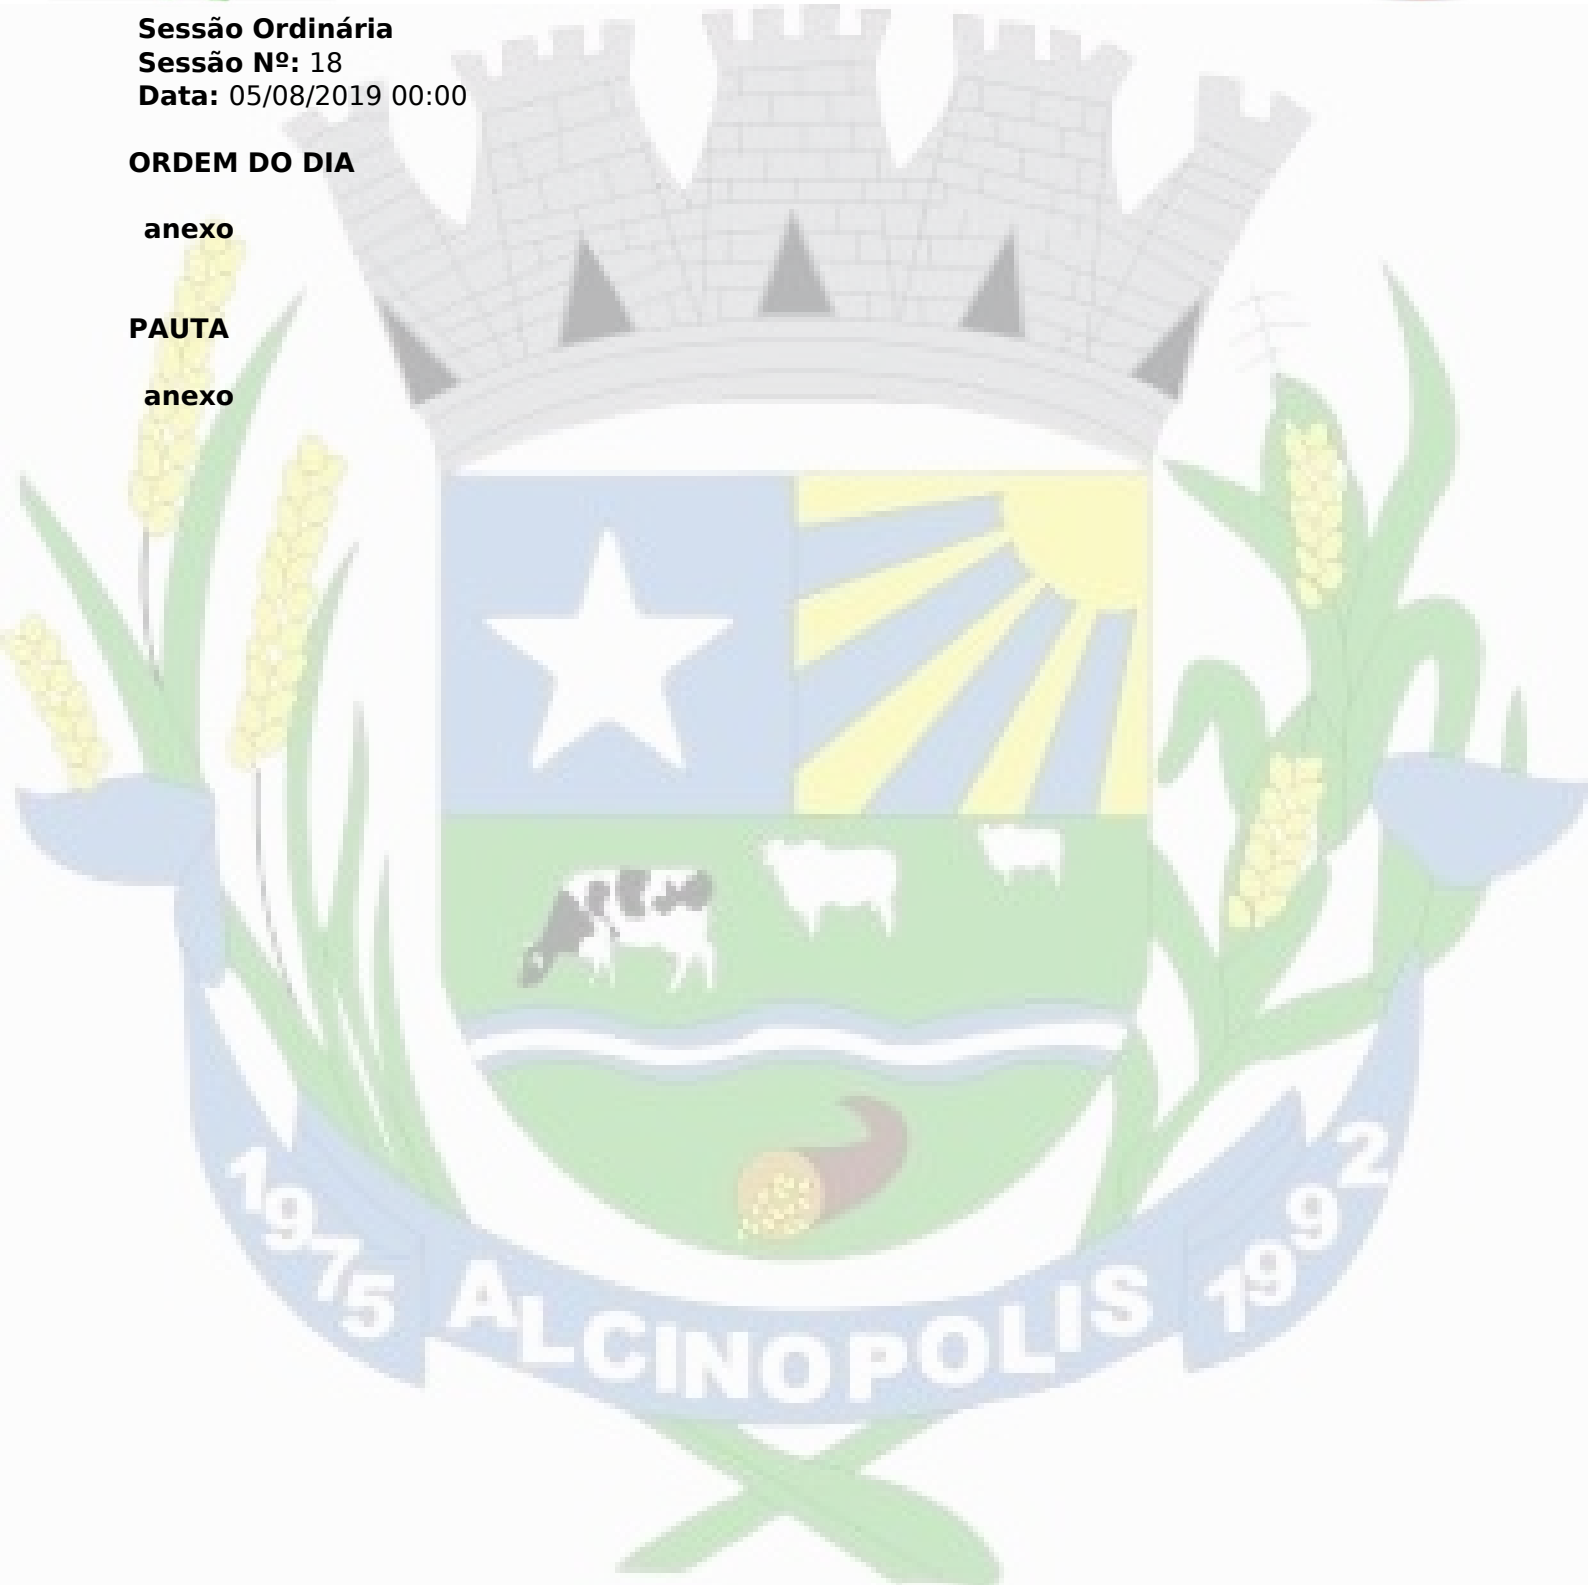 Sessão Ordinária
Sessão Nº: 18
Data: 05/08/2019 00:00
ORDEM DO DIA
anexo
PAUTA
anexo
1975 ALCINOPOLIS 1992